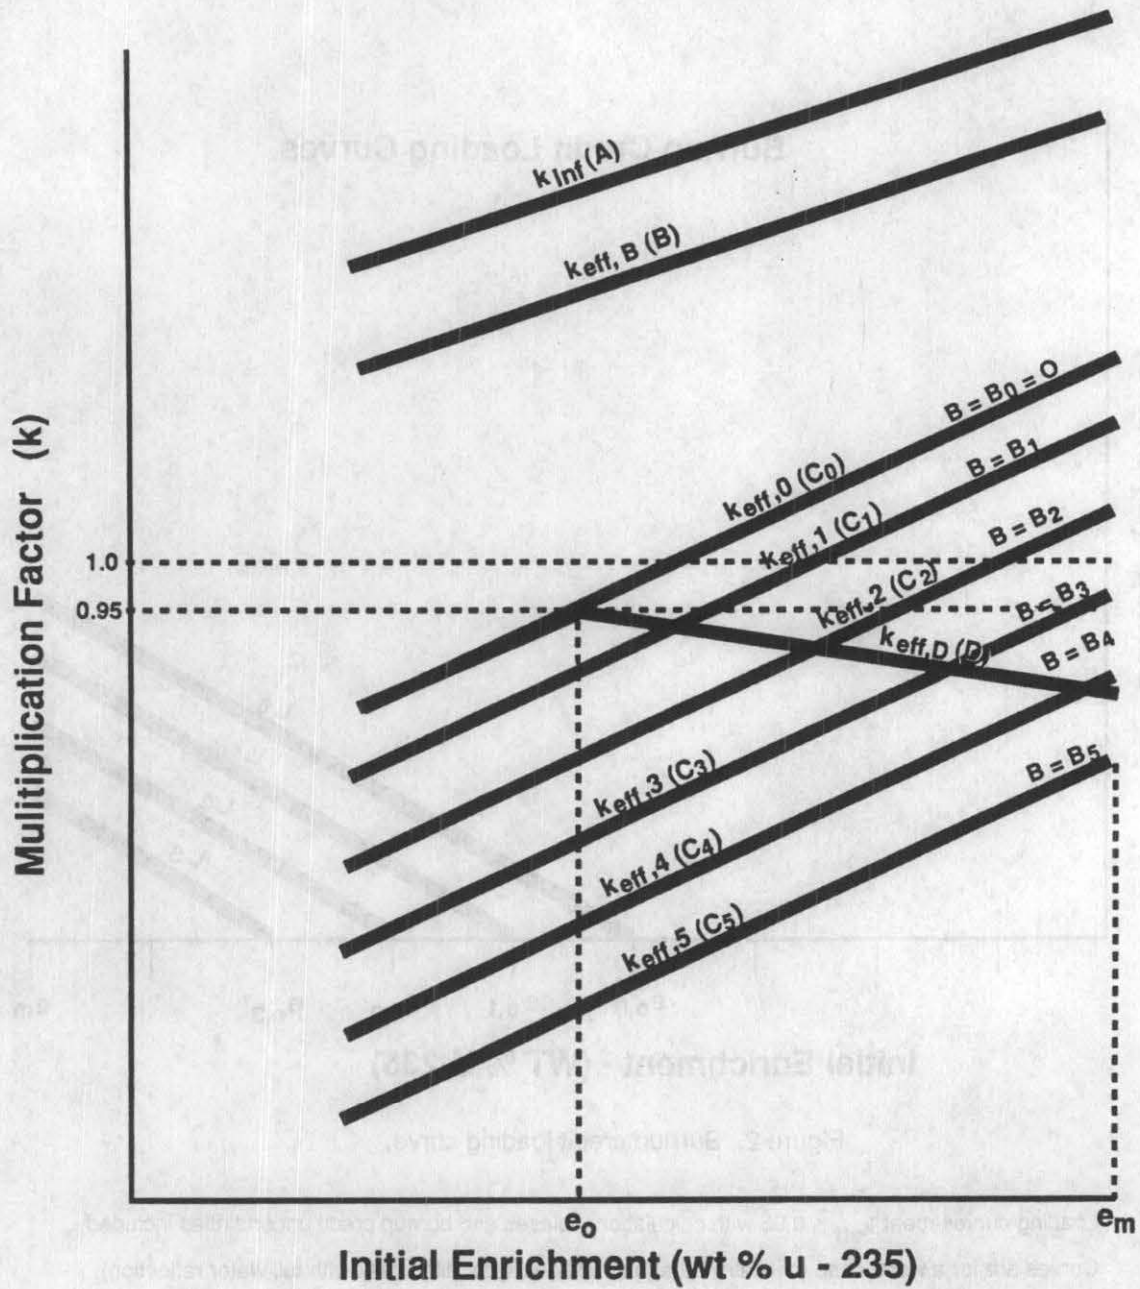 k Inf (A)
keff, B (B)
B = B0 = O
keff,0 (C0)
B = B1
keff,1 (C1)
B = B2
keff,2 (C2)
B = B3
keff,D (D)
B = B4
keff,3 (C3)
B = B5
keff,4 (C4)
keff,5 (C5)
Mulitiplication Factor (k)
1.0
0.95
eo
em
Initial Enrichment (wt % u - 235)